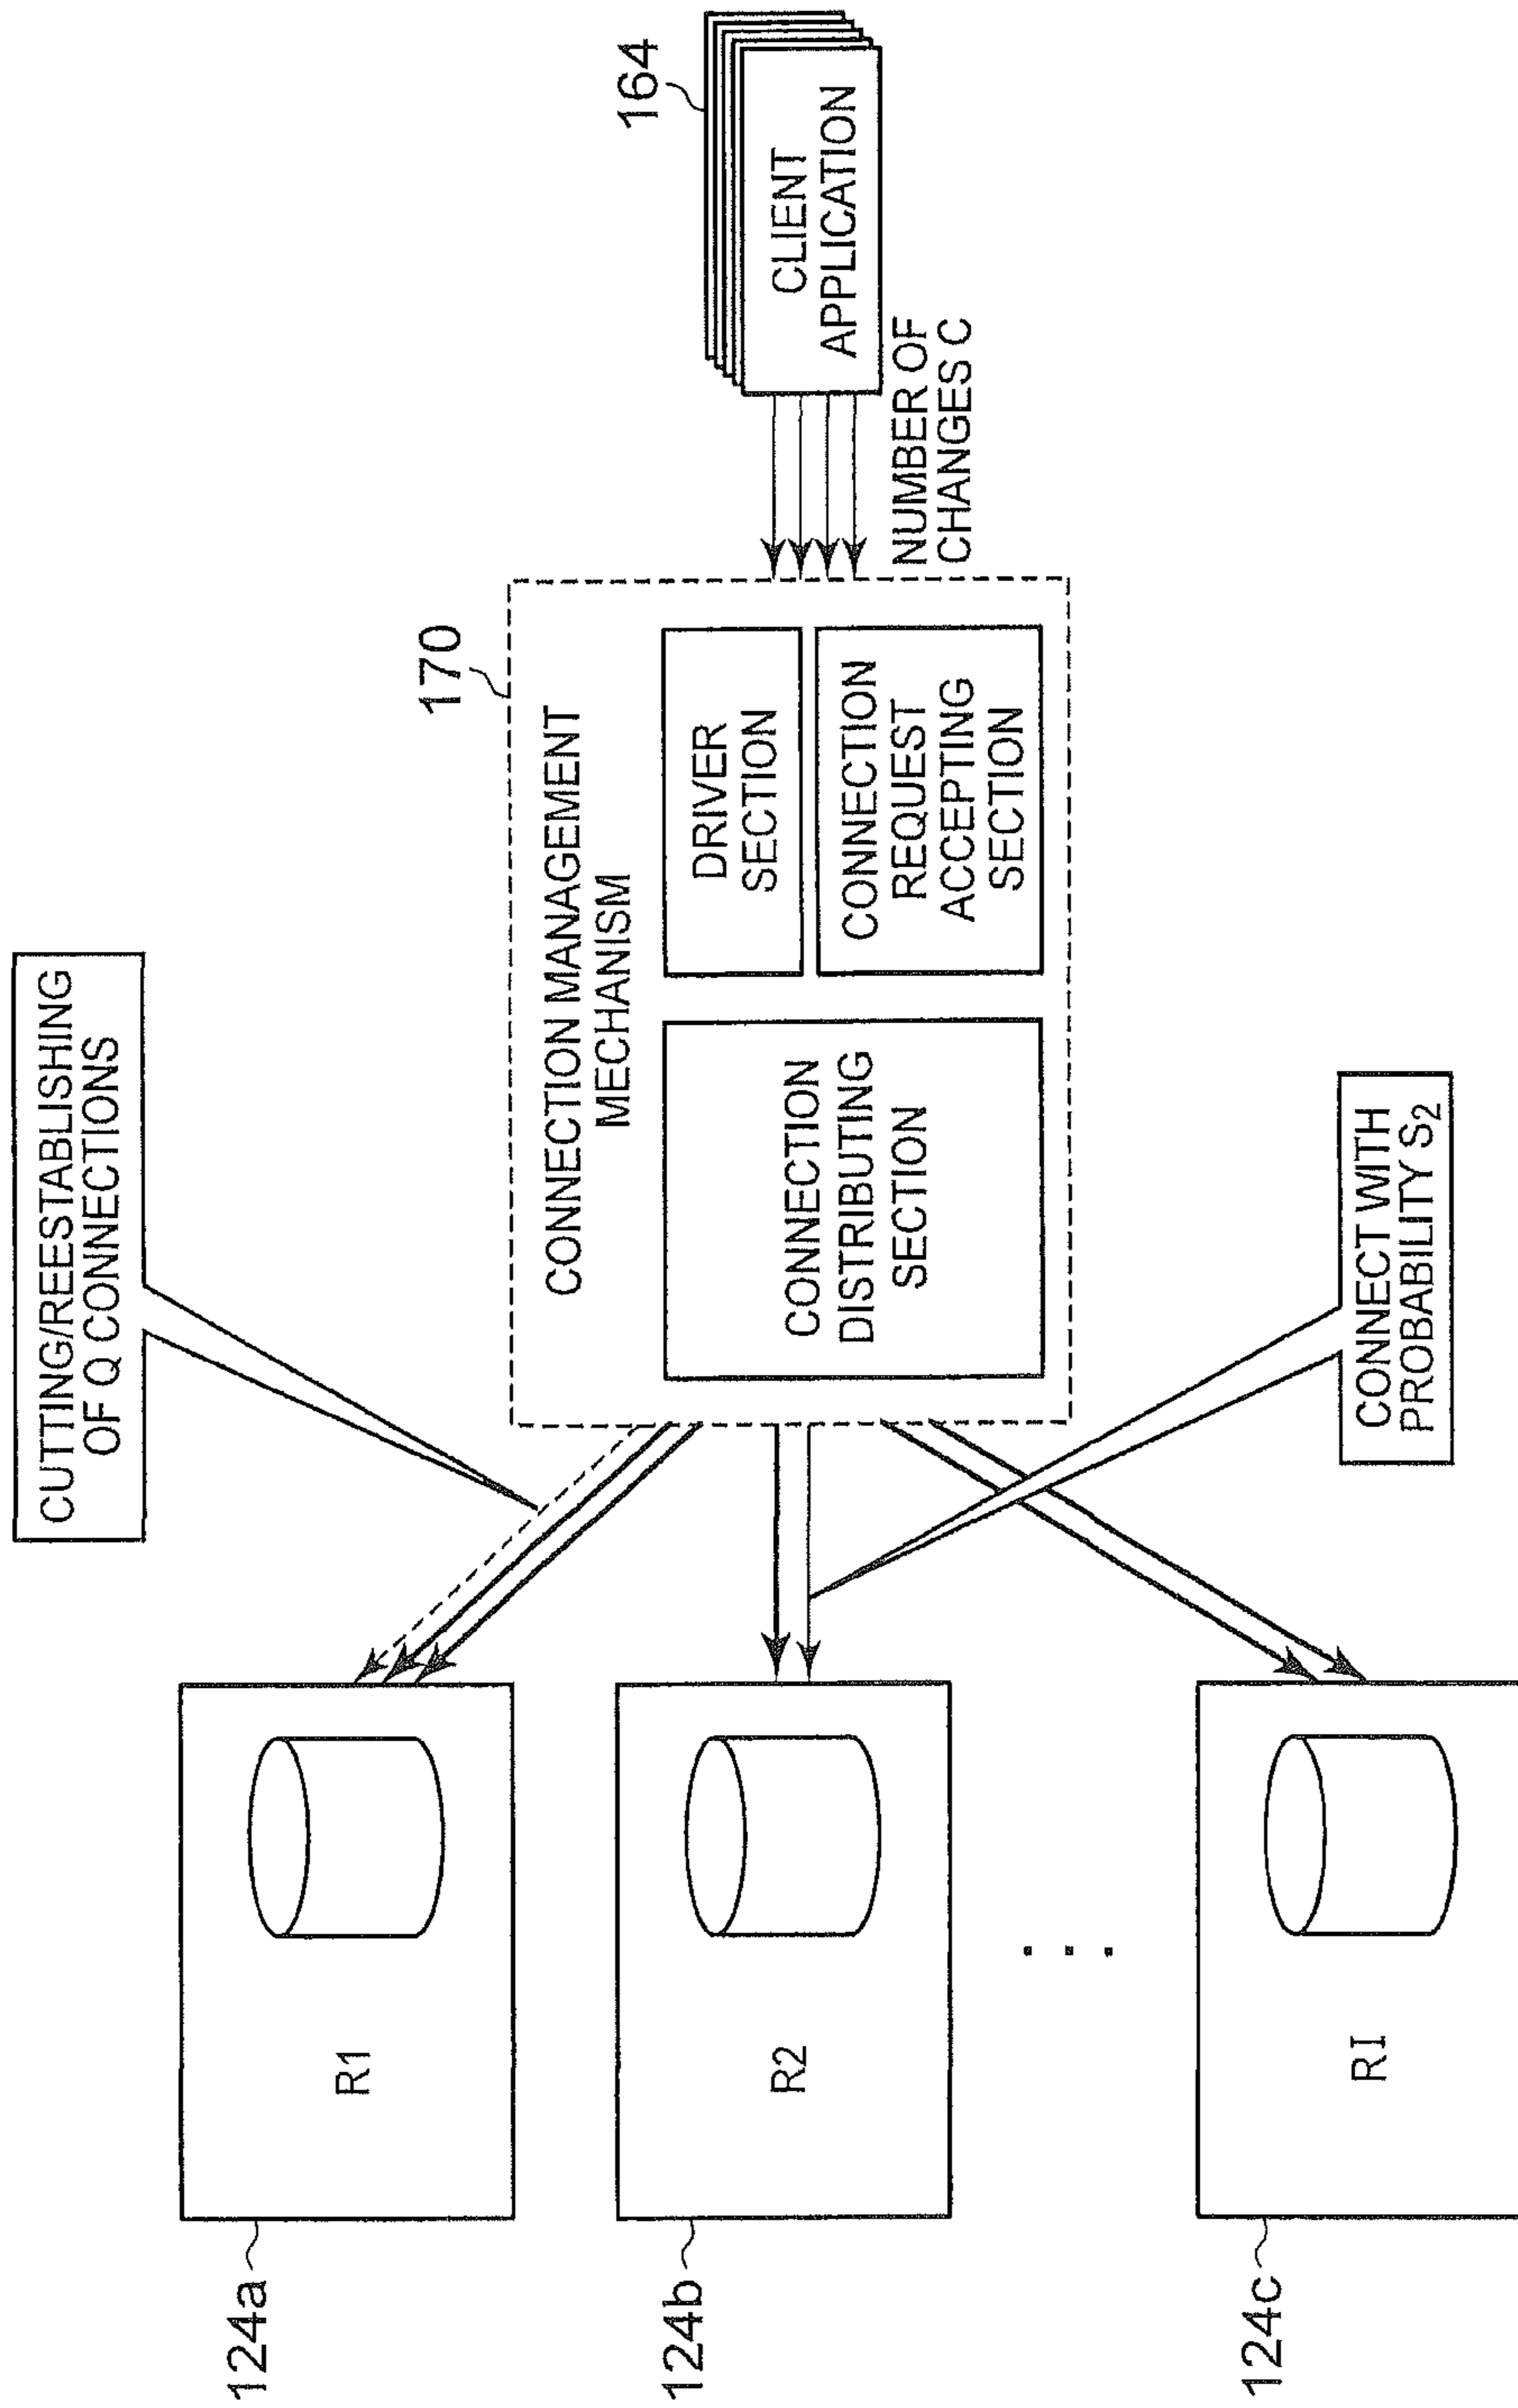 CUTTING/REESTABLISHING
OF Q CONNECTIONS
124a
R1
124b
R2
. . .
124c
RI
170
CONNECTION MANAGEMENT
MECHANISM
CONNECTION
DISTRIBUTING
SECTION
DRIVER
SECTION
CONNECTION
REQUEST
ACCEPTING
SECTION
CONNECT WITH
PROBABILITY S₂
164
CLIENT
APPLICATION
NUMBER OF
CHANGES C